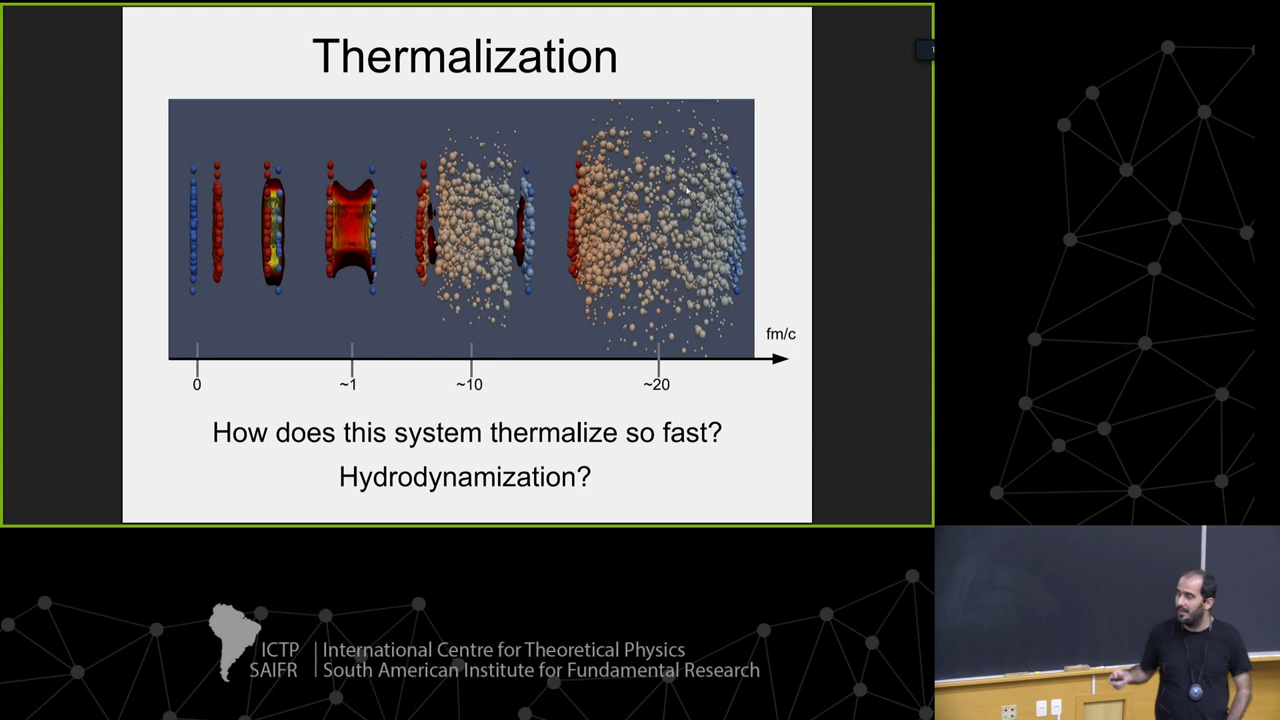 Thermalization
fm/c
0
~1
~10
~20
How does this system thermalize so fast?
Hydrodynamization?
ICTP
SAIFR
International Centre for Theoretical Physics
South American Institute for Fundamental Research